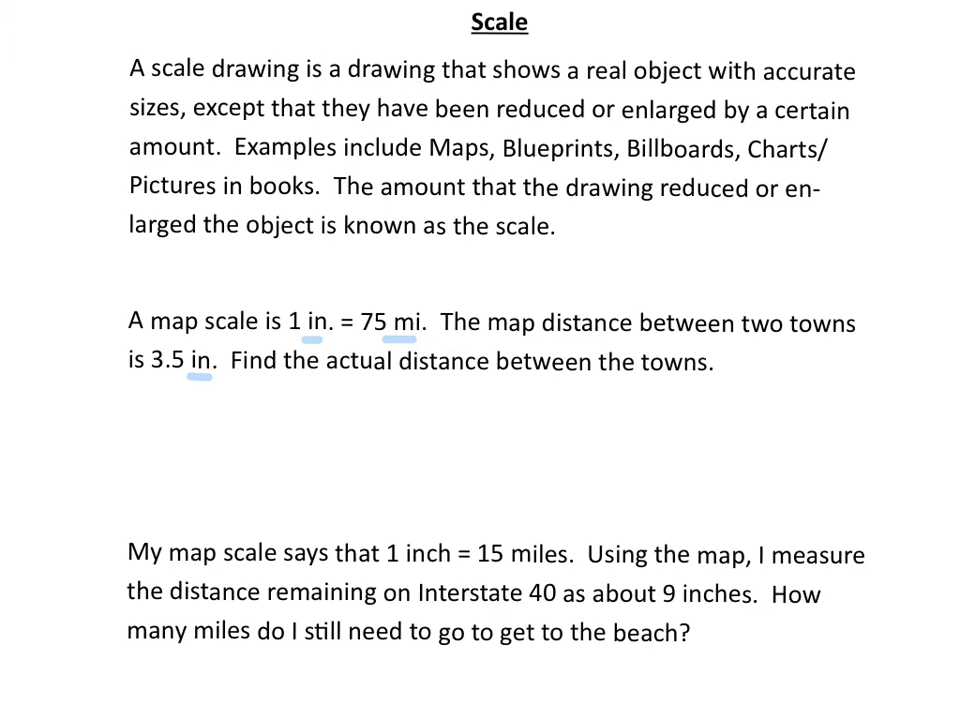 Scale
A scale drawing is a drawing that shows a real object with accurate
sizes, except that they have been reduced or enlarged by a certain
amount.  Examples include Maps, Blueprints, Billboards, Charts/
Pictures in books.  The amount that the drawing reduced or en-
larged the object is known as the scale.
A map scale is 1 in. = 75 mi.  The map distance between two towns
is 3.5 in.  Find the actual distance between the towns.
My map scale says that 1 inch = 15 miles.  Using the map, I measure
the distance remaining on Interstate 40 as about 9 inches.  How
many miles do I still need to go to get to the beach?